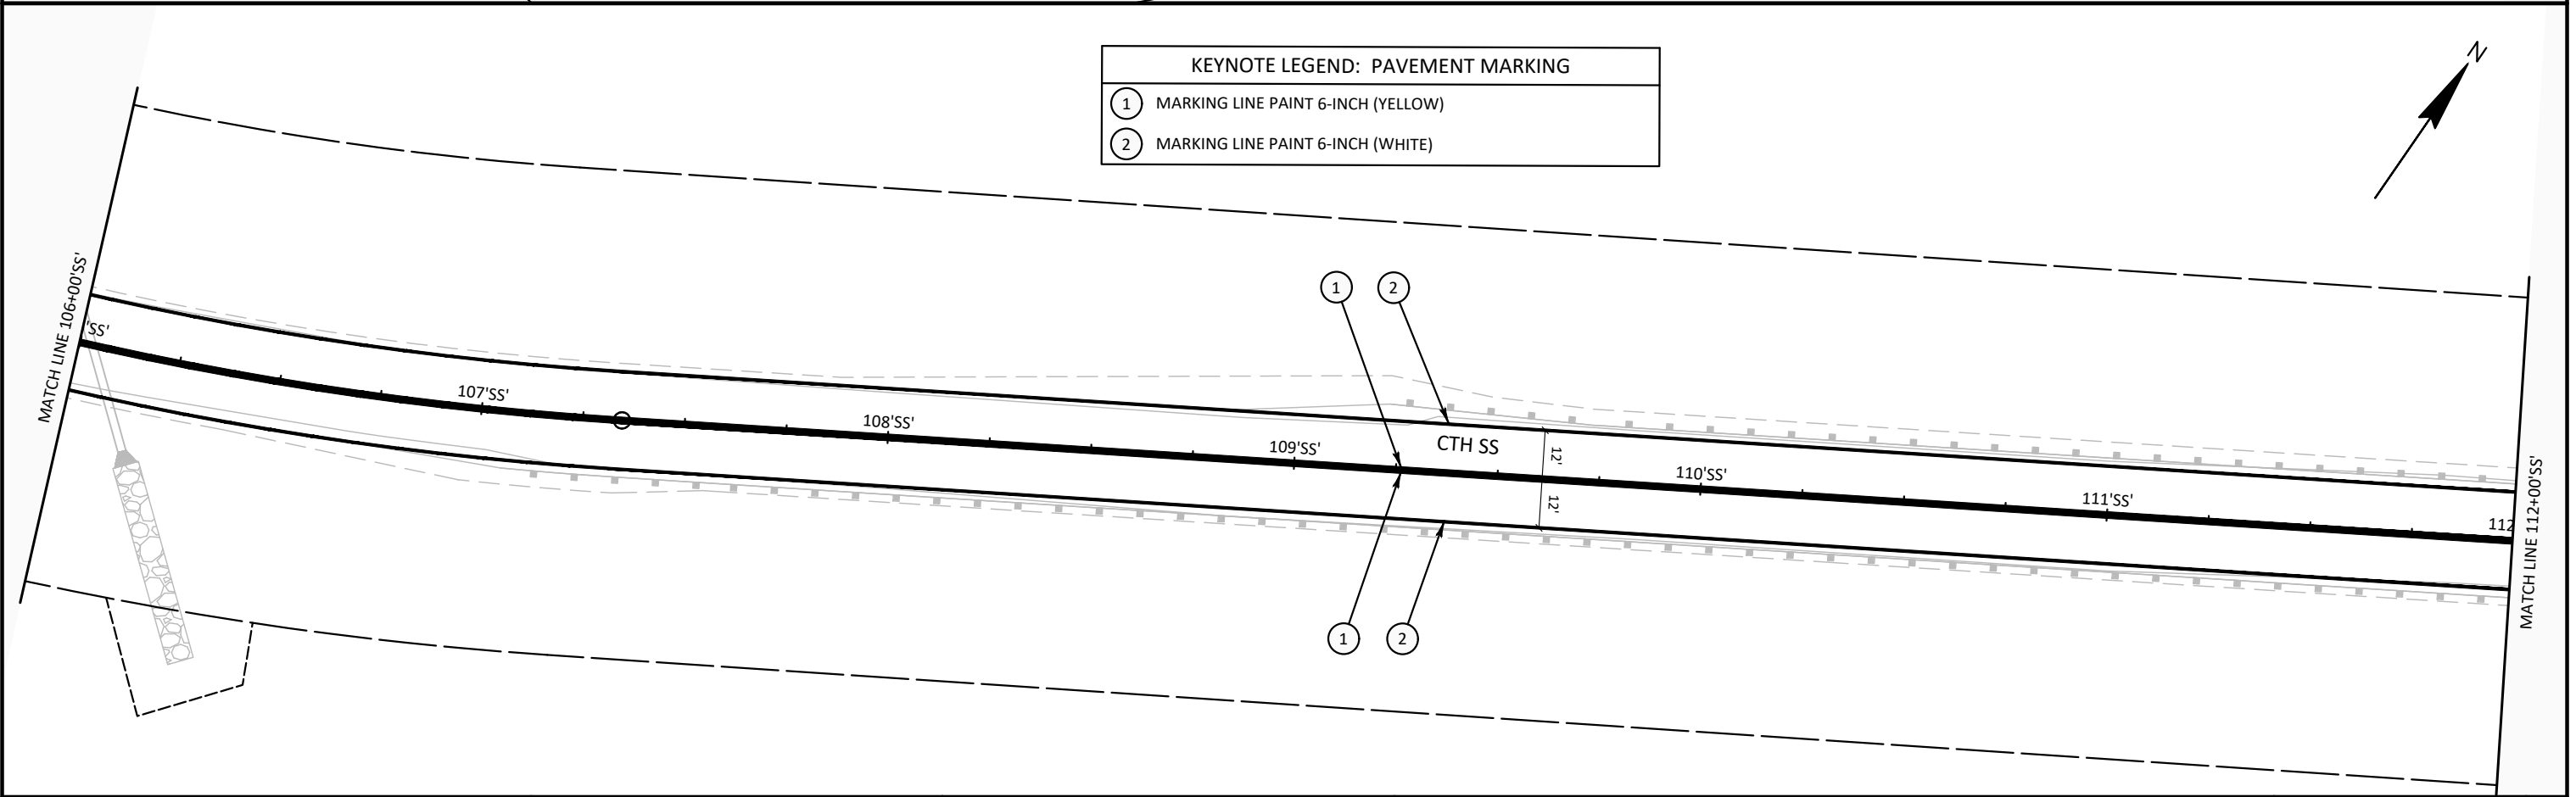 KEYNOTE LEGEND: PAVEMENT MARKING
1 MARKING LINE PAINT 6-INCH (YELLOW)
2 MARKING LINE PAINT 6-INCH (WHITE)
N
MATCH LINE 106+00'SS'
'SS'
107'SS'
108'SS'
109'SS'
1
2
CTH SS
12'
12'
110'SS'
111'SS'
112
MATCH LINE 112+00'SS'
1
2